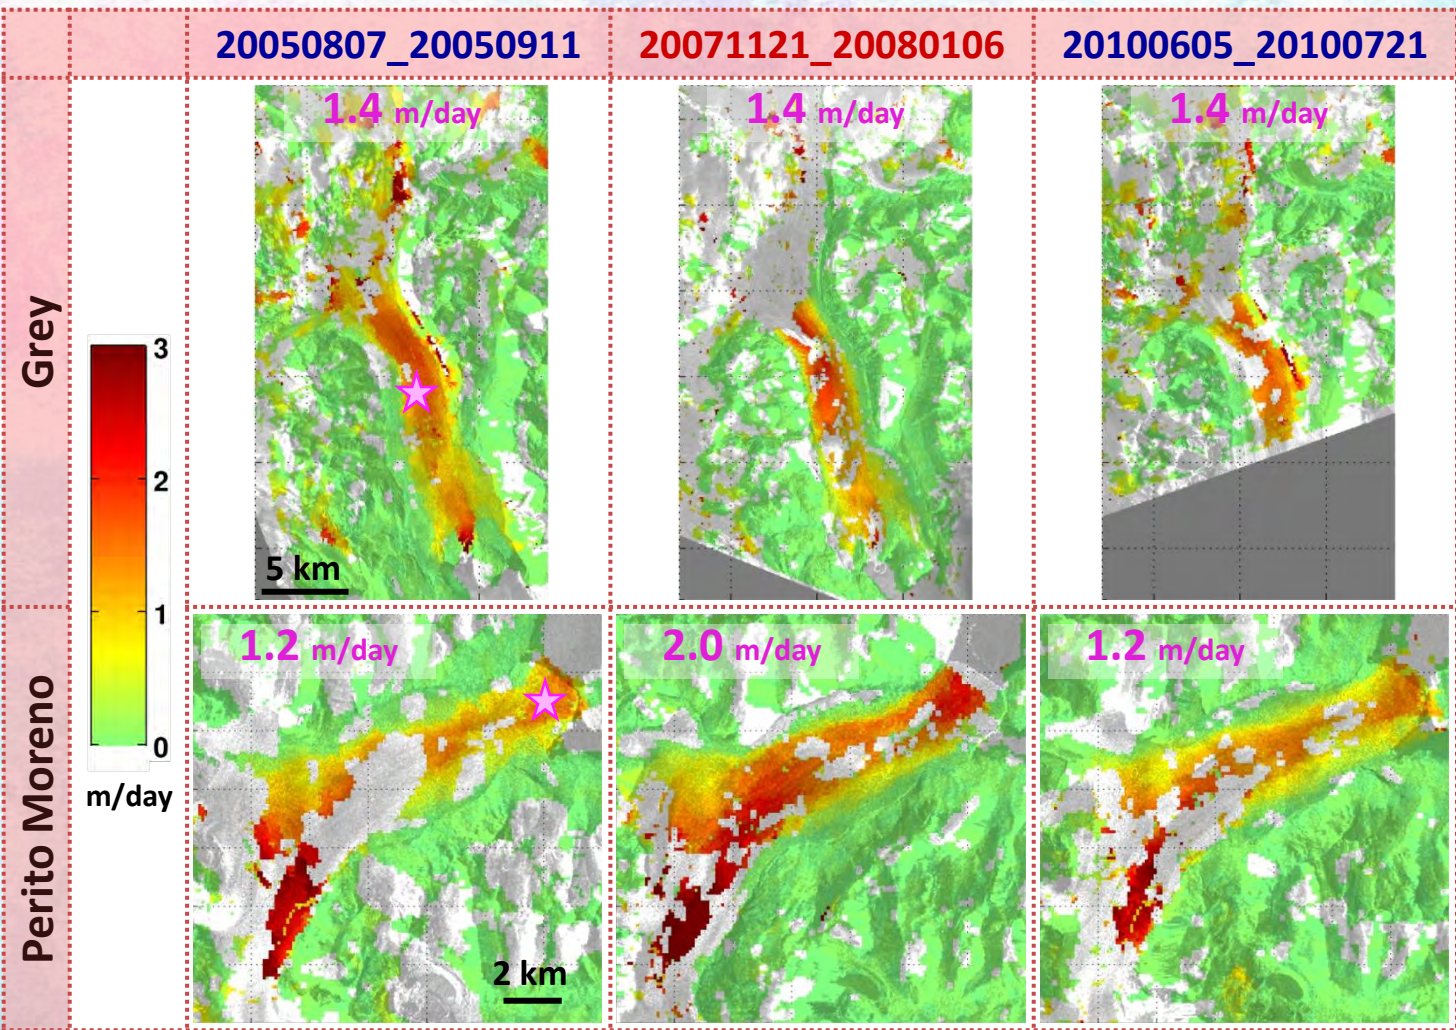 20050807_20050911
20071121_20080106
20100605_20100721
Grey
1.4 m/day
1.4 m/day
1.4 m/day
3
2
1
0
m/day
5 km
Perito Moreno
1.2 m/day
2.0 m/day
1.2 m/day
2 km